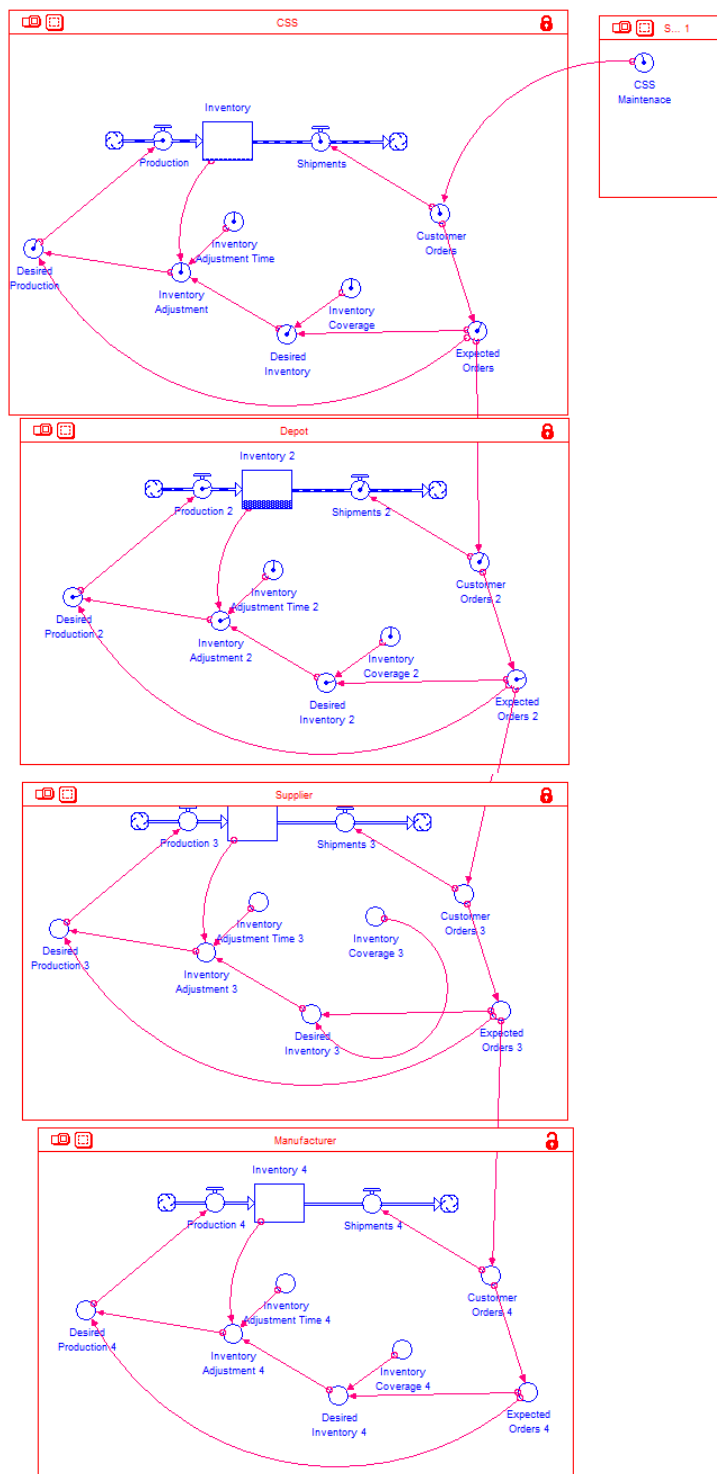 CSS
S... 1
CSS
Maintenace
Inventory
Production
Shipments
Custormer
Orders
Inventory
Adjustment Time
Desired
Production
Inventory
Adjustment
Inventory
Coverage
Desired
Inventory
Expected
Orders
Depot
Inventory 2
Production 2
Shipments 2
Custormer
Orders 2
Inventory
Adjustment Time 2
Desired
Production 2
Inventory
Adjustment 2
Inventory
Coverage 2
Desired
Inventory 2
Expected
Orders 2
Supplier
Production 3
Shipments 3
Custormer
Orders 3
Inventory
Adjustment Time 3
Inventory
Coverage 3
Desired
Production 3
Inventory
Adjustment 3
Desired
Inventory 3
Expected
Orders 3
Manufacturer
Inventory 4
Production 4
Shipments 4
Custormer
Orders 4
Inventory
Adjustment Time 4
Desired
Production 4
Inventory
Adjustment 4
Inventory
Coverage 4
Desired
Inventory 4
Expected
Orders 4